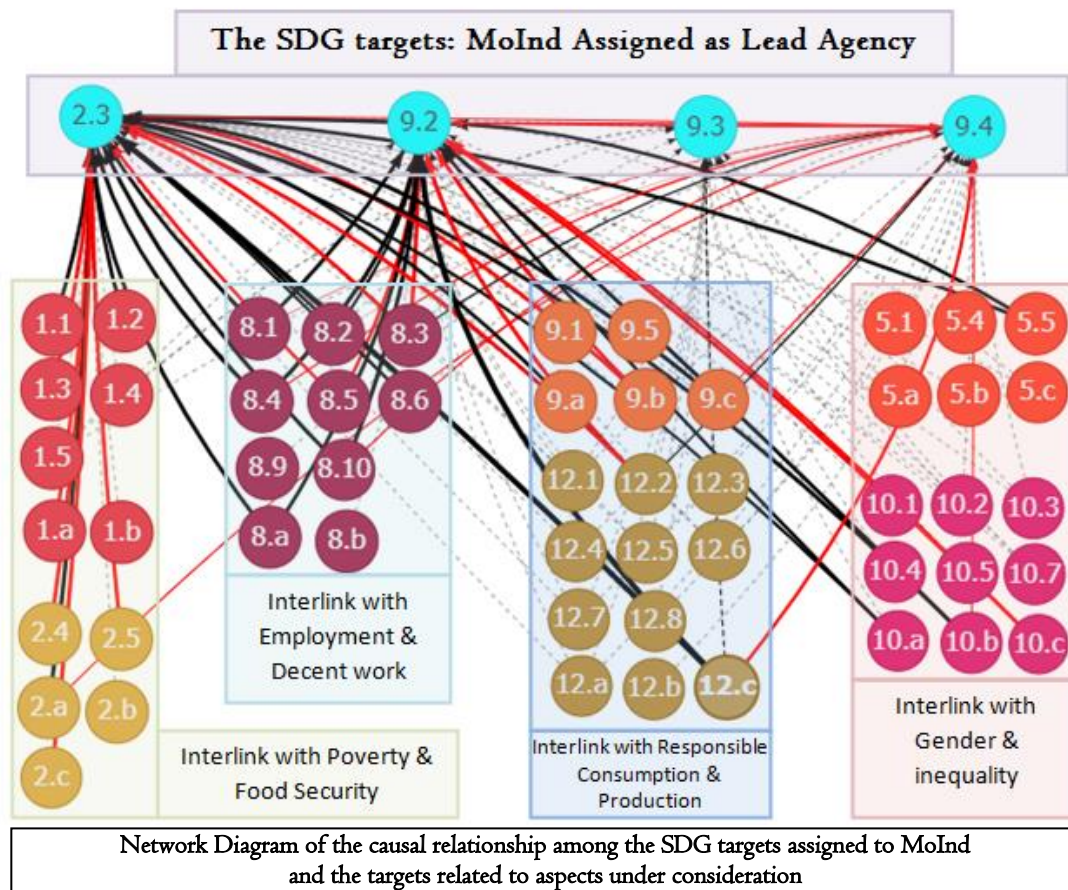 The SDG targets: MoInd Assigned as Lead Agency
2.3 9.2 9.3 9.4
1.1 1.2
1.3 1.4
1.5
1.a 1.b
2.4 2.5
2.a 2.b
2.c
Interlink with Poverty &
Food Security
8.1 8.2 8.3
8.4 8.5 8.6
8.9 8.10
8.a 8.b
Interlink with
Employment &
Decent work
9.1 9.5
9.a 9.b 9.c
12.1 12.2 12.3
12.4 12.5 12.6
12.7 12.8
12.a 12.b 12.c
Interlink with Responsible
Consumption &
Production
5.1 5.4 5.5
5.a 5.b 5.c
10.1 10.2 10.3
10.4 10.5 10.7
10.a 10.b 10.c
Interlink with
Gender &
inequality
Network Diagram of the causal relationship among the SDG targets assigned to MoInd
and the targets related to aspects under consideration